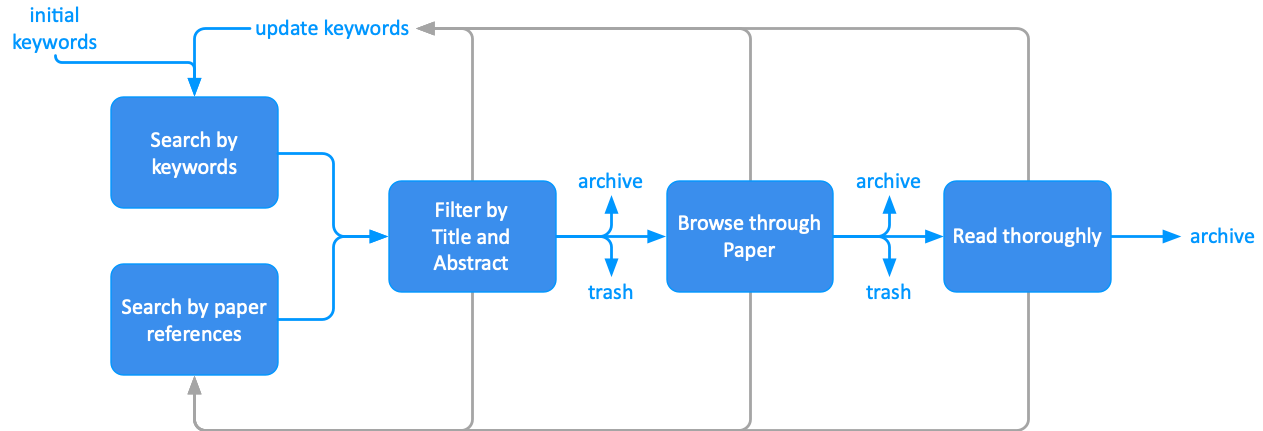 initial
keywords
update keywords
Search by
keywords
Search by paper
references
Filter by
Title and
Abstract
archive
trash
Browse through
Paper
archive
trash
Read thoroughly
archive